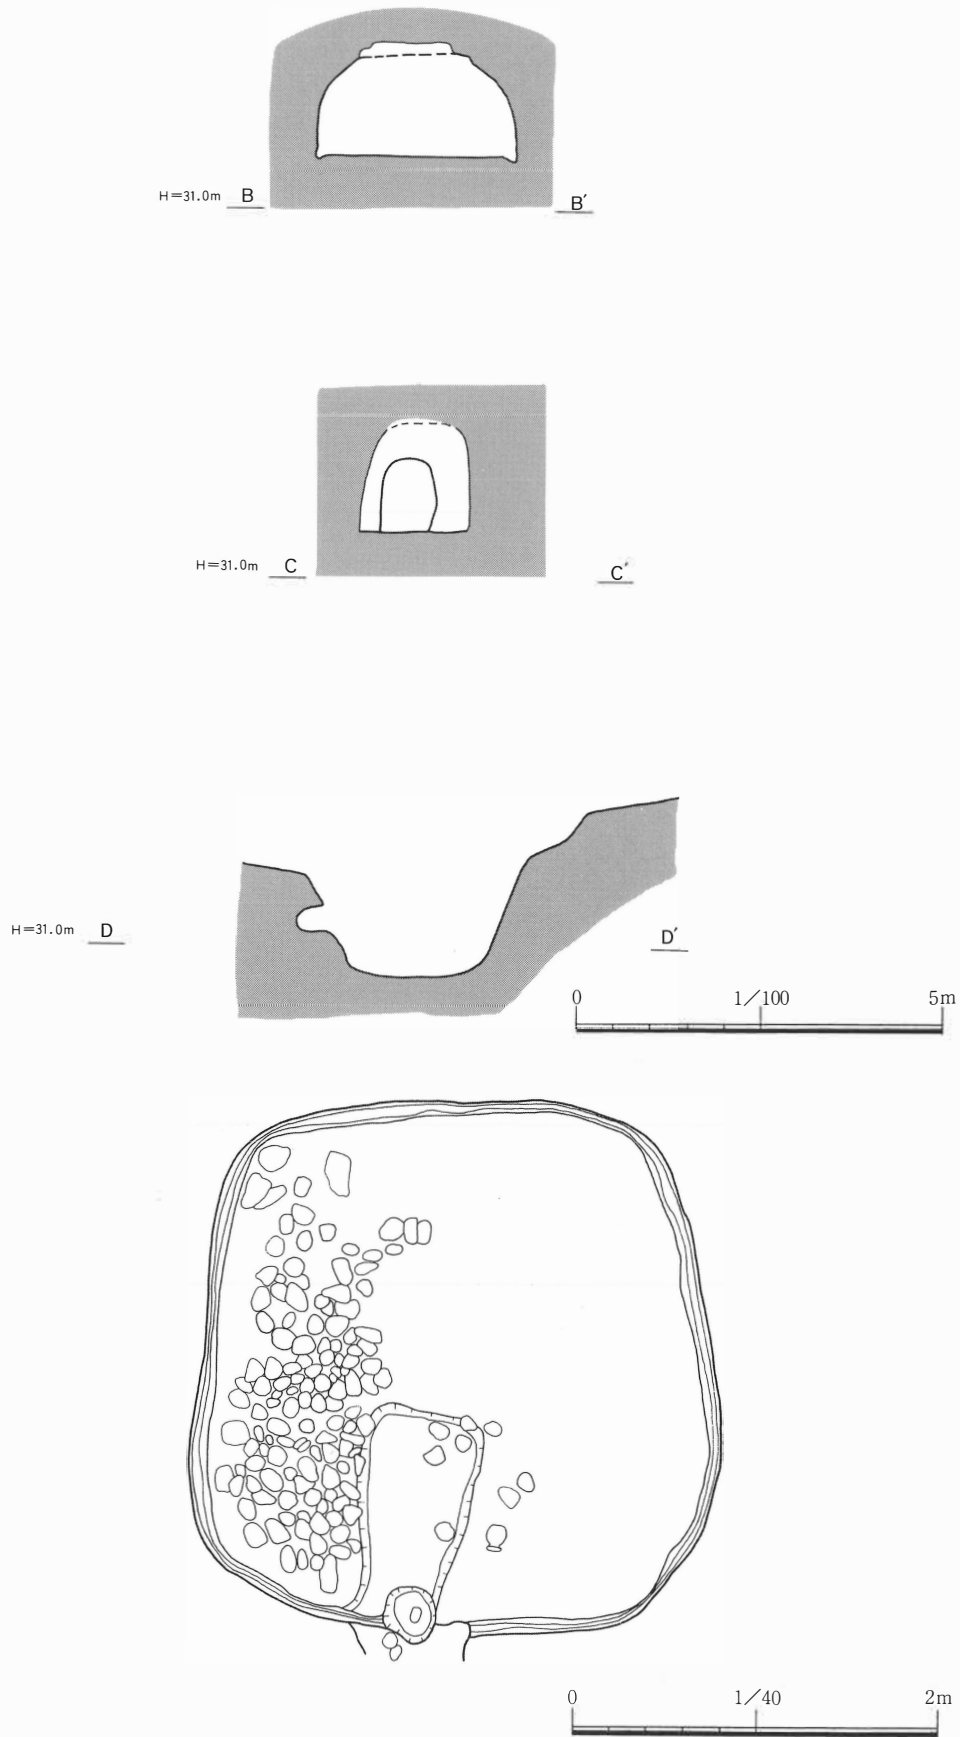 H=31.0m B B′
H=31.0m C C′
H=31.0m D D′
0 1/100 5m
0 1/40 2m